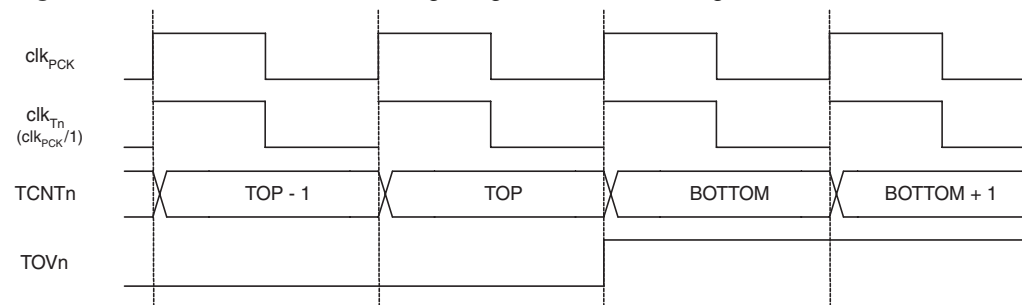 clkPCK
clkTn
(clkPCK/1)
TCNTn
TOP - 1
TOP
BOTTOM
BOTTOM + 1
TOVn